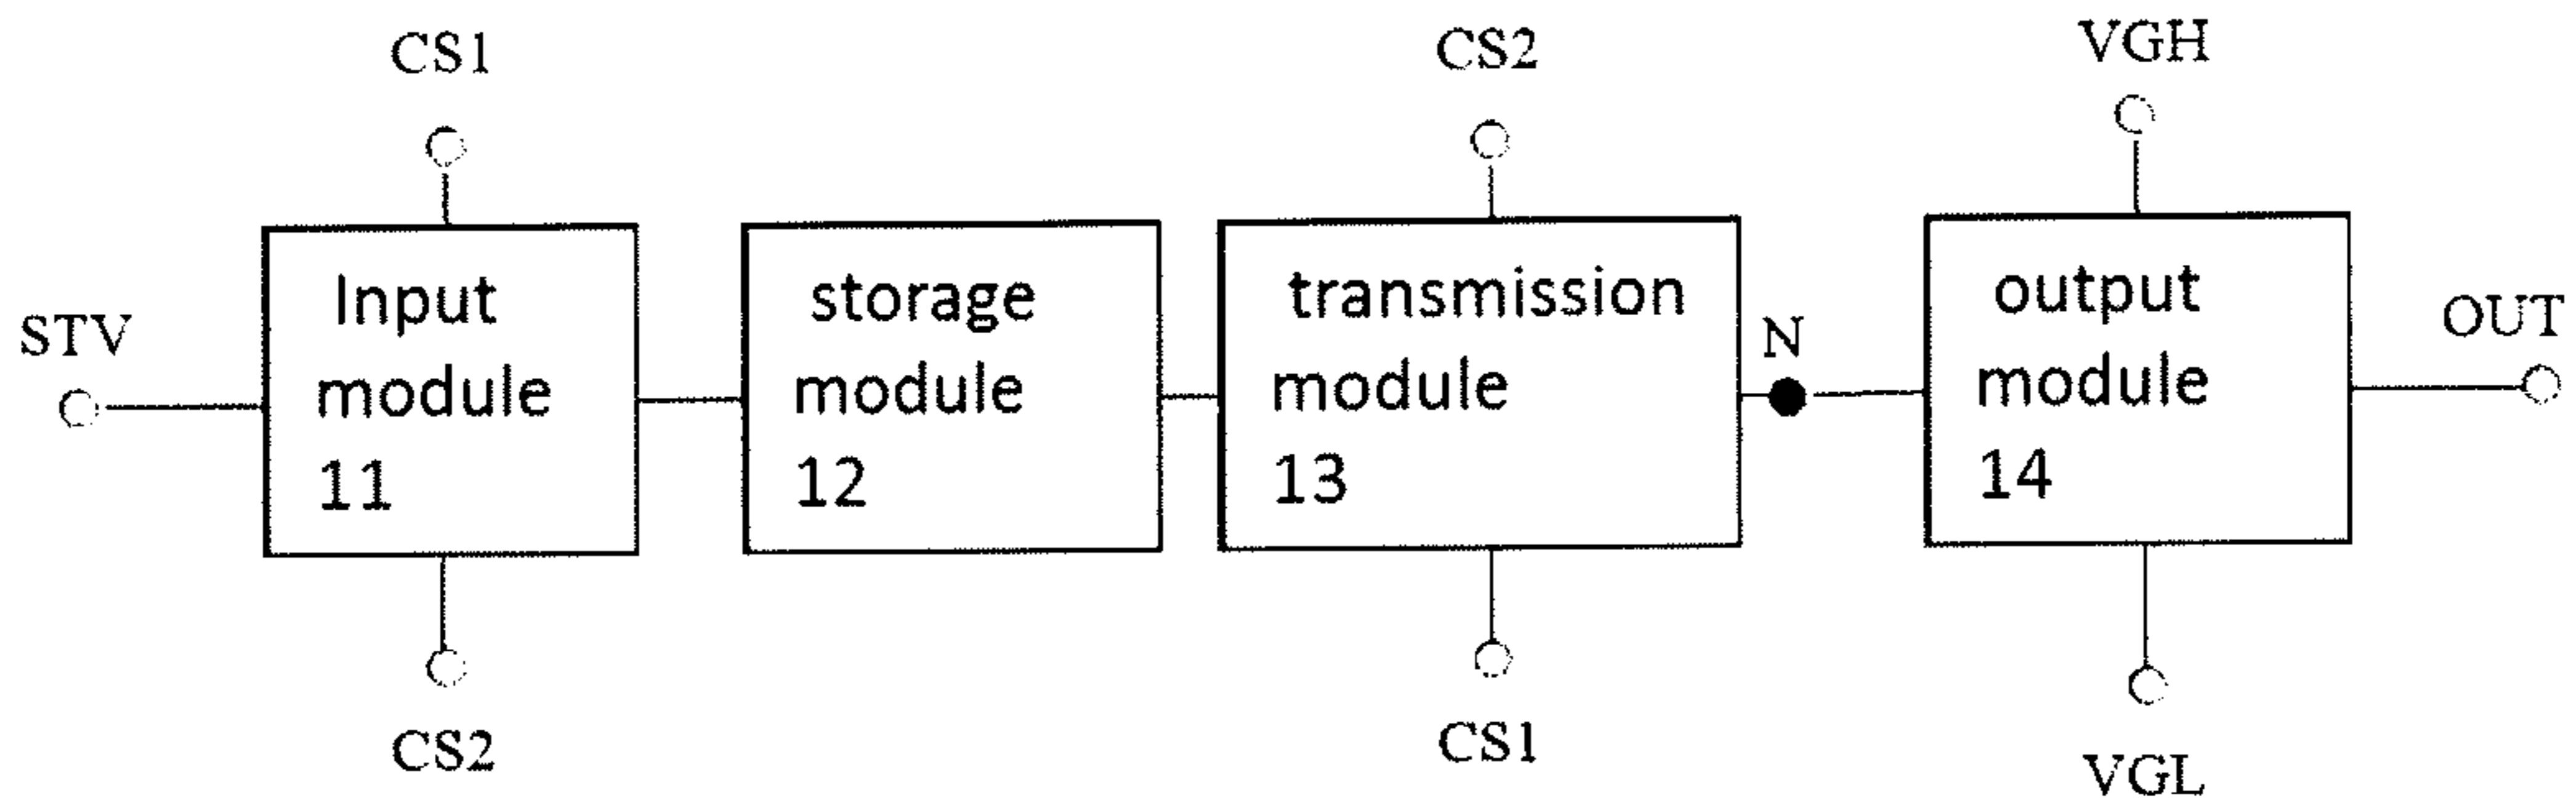 CS1
CS2
VGH
STV
Input
module
11
storage
module
12
transmission
module
13
N
output
module
14
OUT
CS2
CS1
VGL